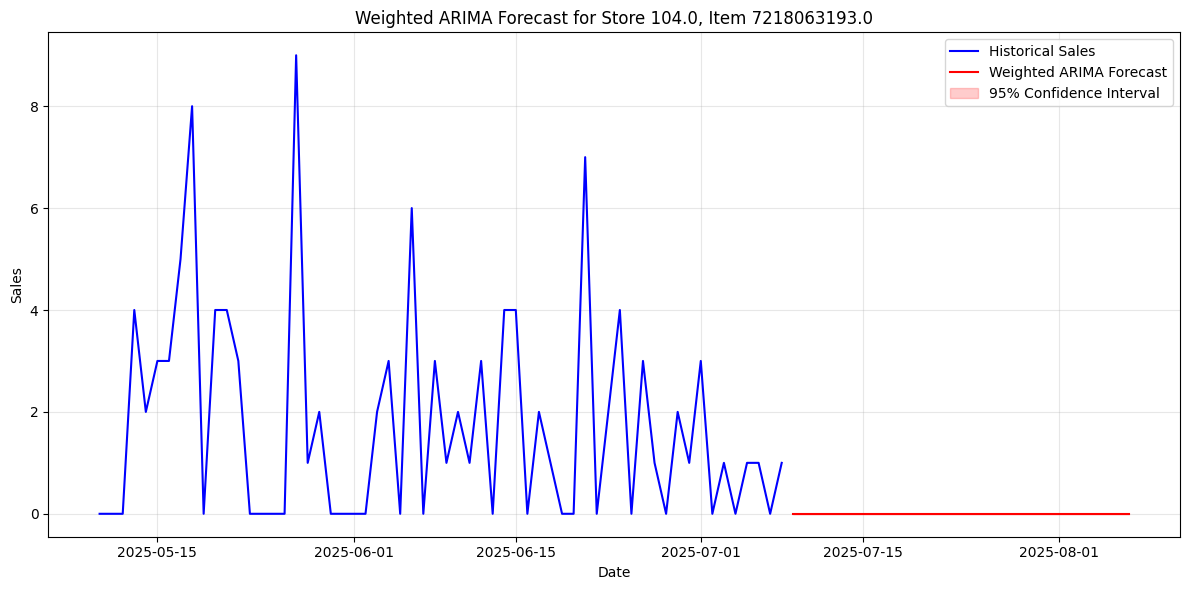 Weighted ARIMA Forecast for Store 104.0, Item 7218063193.0
Historical Sales
Weighted ARIMA Forecast
95% Confidence Interval
Sales
8
6
4
2
0
2025-05-15 2025-06-01 2025-06-15 2025-07-01 2025-07-15 2025-08-01
Date